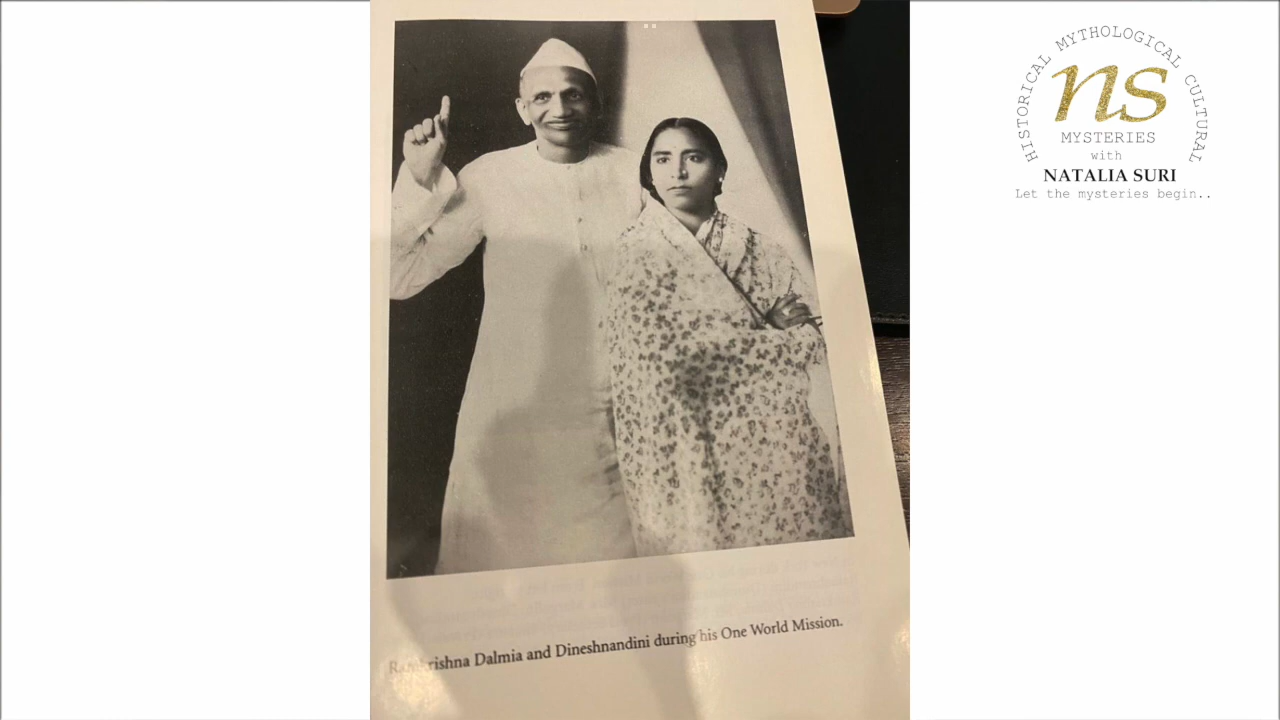 HISTORICAL MYTHOLOGICAL CULTURAL
ns
MYSTERIES
with
NATALIA SURI
Let the mysteries begin..
Ramkrishna Dalmia and Dineshnandini during his One World Mission.